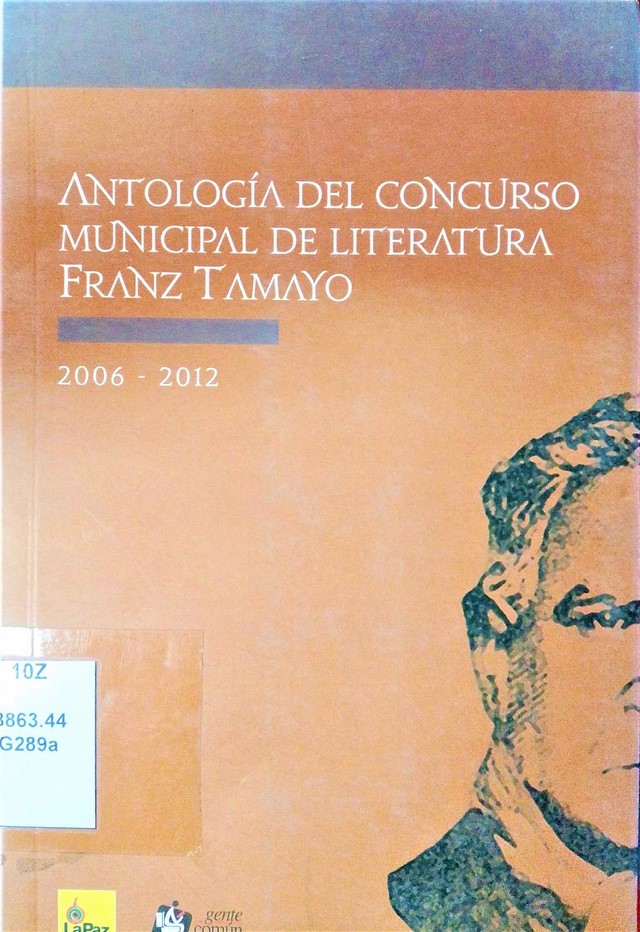 ANTOLOGÍA DEL CONCURSO
MUNICIPAL DE LITERATURA
FRANZ TAMAYO
2006 - 2012
10Z
863.44
G289a
LaPaz
gente
común